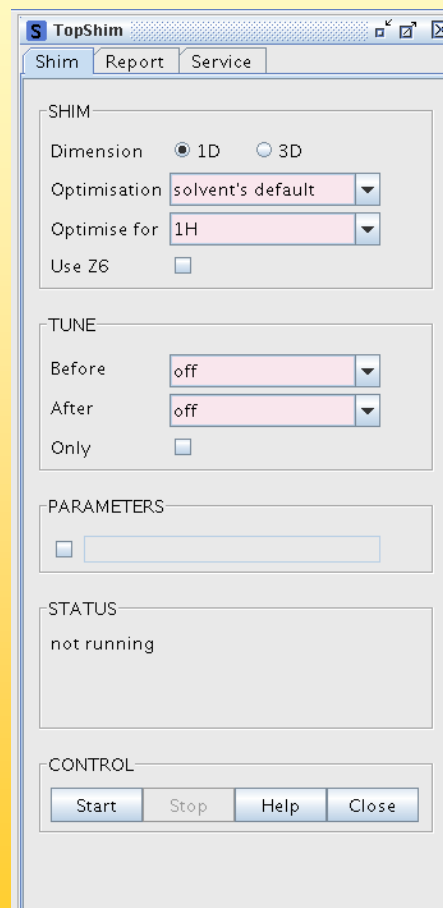 S TopShim
Shim Report Service
SHIM
Dimension 1D 3D
Optimisation solvent's default
Optimise for 1H
Use Z6
TUNE
Before off
After off
Only
PARAMETERS
STATUS
not running
CONTROL
Start Stop Help Close